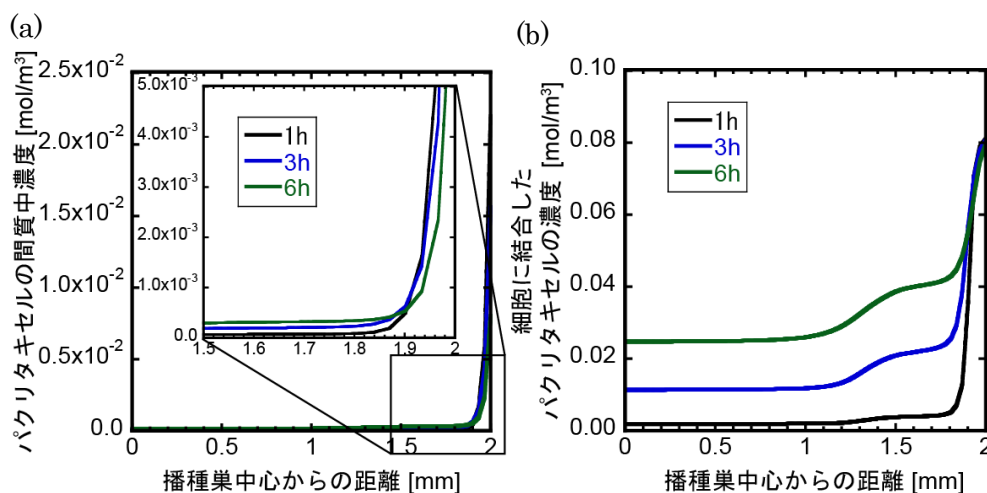 (a)
パクリタキセルの間質中濃度 [mol/m³]
2.5x10⁻²
2.0x10⁻²
1.5x10⁻²
1.0x10⁻²
0.5x10⁻²
0.0
5.0x10⁻³
4.0x10⁻³
3.0x10⁻³
2.0x10⁻³
1.0x10⁻³
0.0
1h
3h
6h
1.5
1.6
1.7
1.8
1.9
2
0
0.5
1
1.5
2
播種巣中心からの距離 [mm]
(b)
細胞に結合した
パクリタキセルの濃度 [mol/m³]
0.10
0.08
0.06
0.04
0.02
0.00
1h
3h
6h
0
0.5
1
1.5
2
播種巣中心からの距離 [mm]